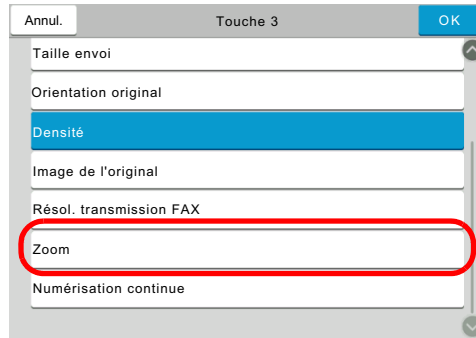 Annul.
Touche 3
OK
Taille envoi
Orientation original
Densité
Image de l'original
Résol. transmission FAX
Zoom
Numérisation continue